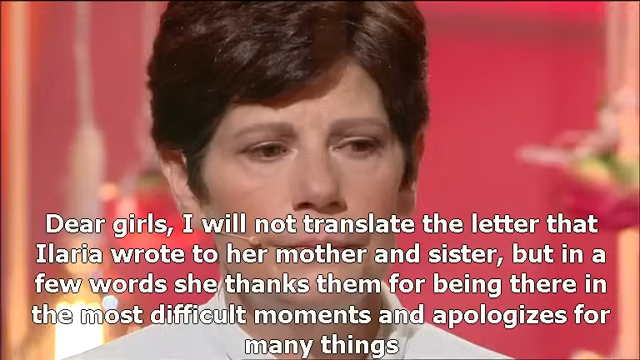 Dear girls, I will not translate the letter that
Ilaria wrote to her mother and sister, but in a
few words she thanks them for being there in
the most difficult moments and apologizes for
many things